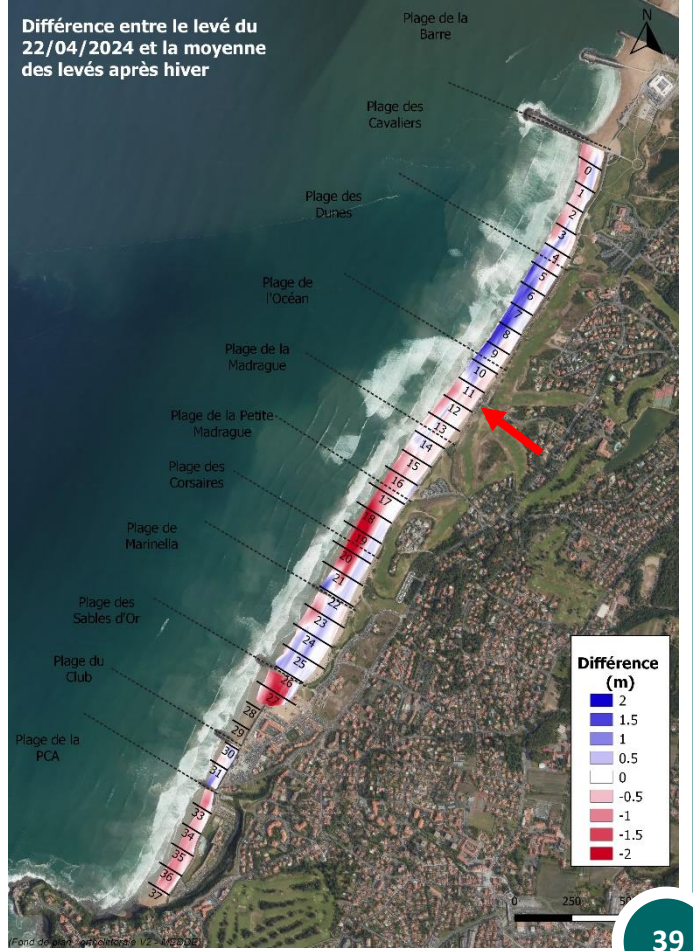 Différence entre le levé du
22/04/2024 et la moyenne
des levés après hiver
N
Plage de la
Barre
Plage des
Cavaliers
Plage des
Dunes
Plage de
l'Océan
Plage de la
Madrague
Plage de la Petite
Madrague
Plage des
Corsaires
Plage de
Marinella
Plage des
Sables d'Or
Plage du
Club
Plage de la
PCA
0
1
2
3
4
5
6
7
8
9
10
11
12
13
14
15
16
17
18
19
20
21
22
23
24
25
26
27
28
29
30
31
33
34
35
36
37
Différence
(m)
2
1.5
1
0.5
0
-0.5
-1
-1.5
-2
0 250
39